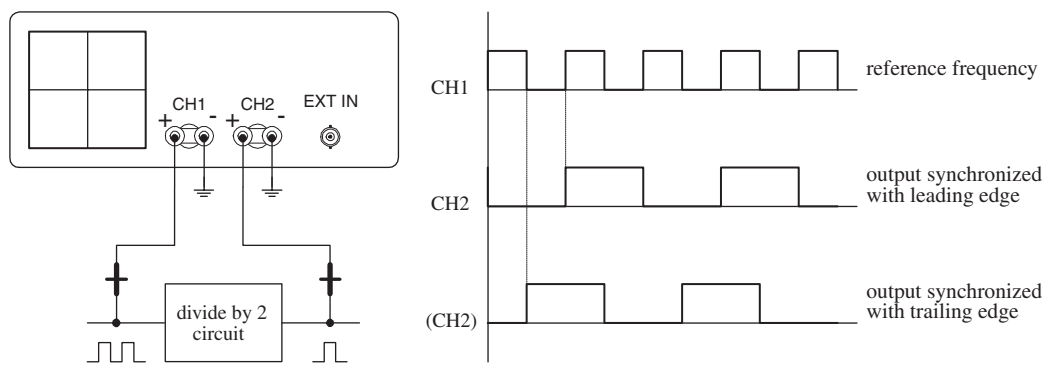 CH1
CH2
EXT IN
+
-
+
-
divide by 2
circuit
CH1
reference frequency
CH2
output synchronized
with leading edge
(CH2)
output synchronized
with trailing edge